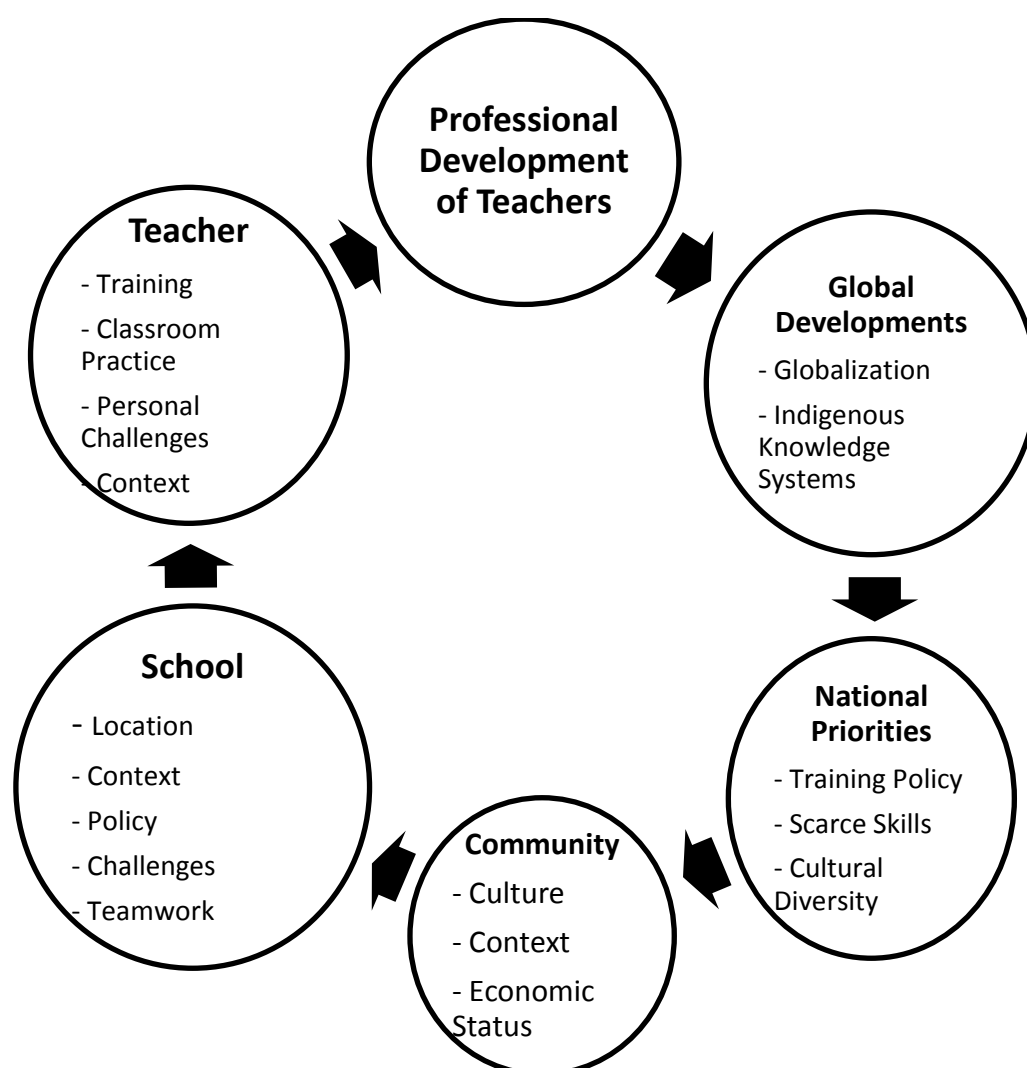 Professional
Development
of Teachers
Global
Developments
- Globalization
- Indigenous
Knowledge
Systems
National
Priorities
- Training Policy
- Scarce Skills
- Cultural
Diversity
Community
- Culture
- Context
- Economic
Status
School
- Location
- Context
- Policy
- Challenges
- Teamwork
Teacher
- Training
- Classroom
Practice
- Personal
Challenges
- Context